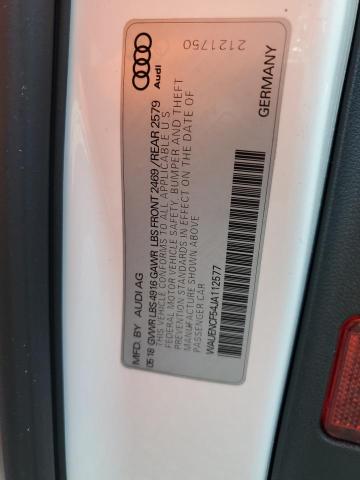 Audi
2121750
MFD. BY AUDI AG
05·18 GVWR LBS 4916 GAWR LBS FRONT 2469 / REAR 2579
THIS VEHICLE CONFORMS TO ALL APPLICABLE U S
FEDERAL MOTOR VEHICLE SAFETY, BUMPER AND THEFT
PREVENTION STANDARDS IN EFFECT ON THE DATE OF
MANUFACTURE SHOWN ABOVE
PASSENGER CAR
WAUENCF54JA112577
GERMANY